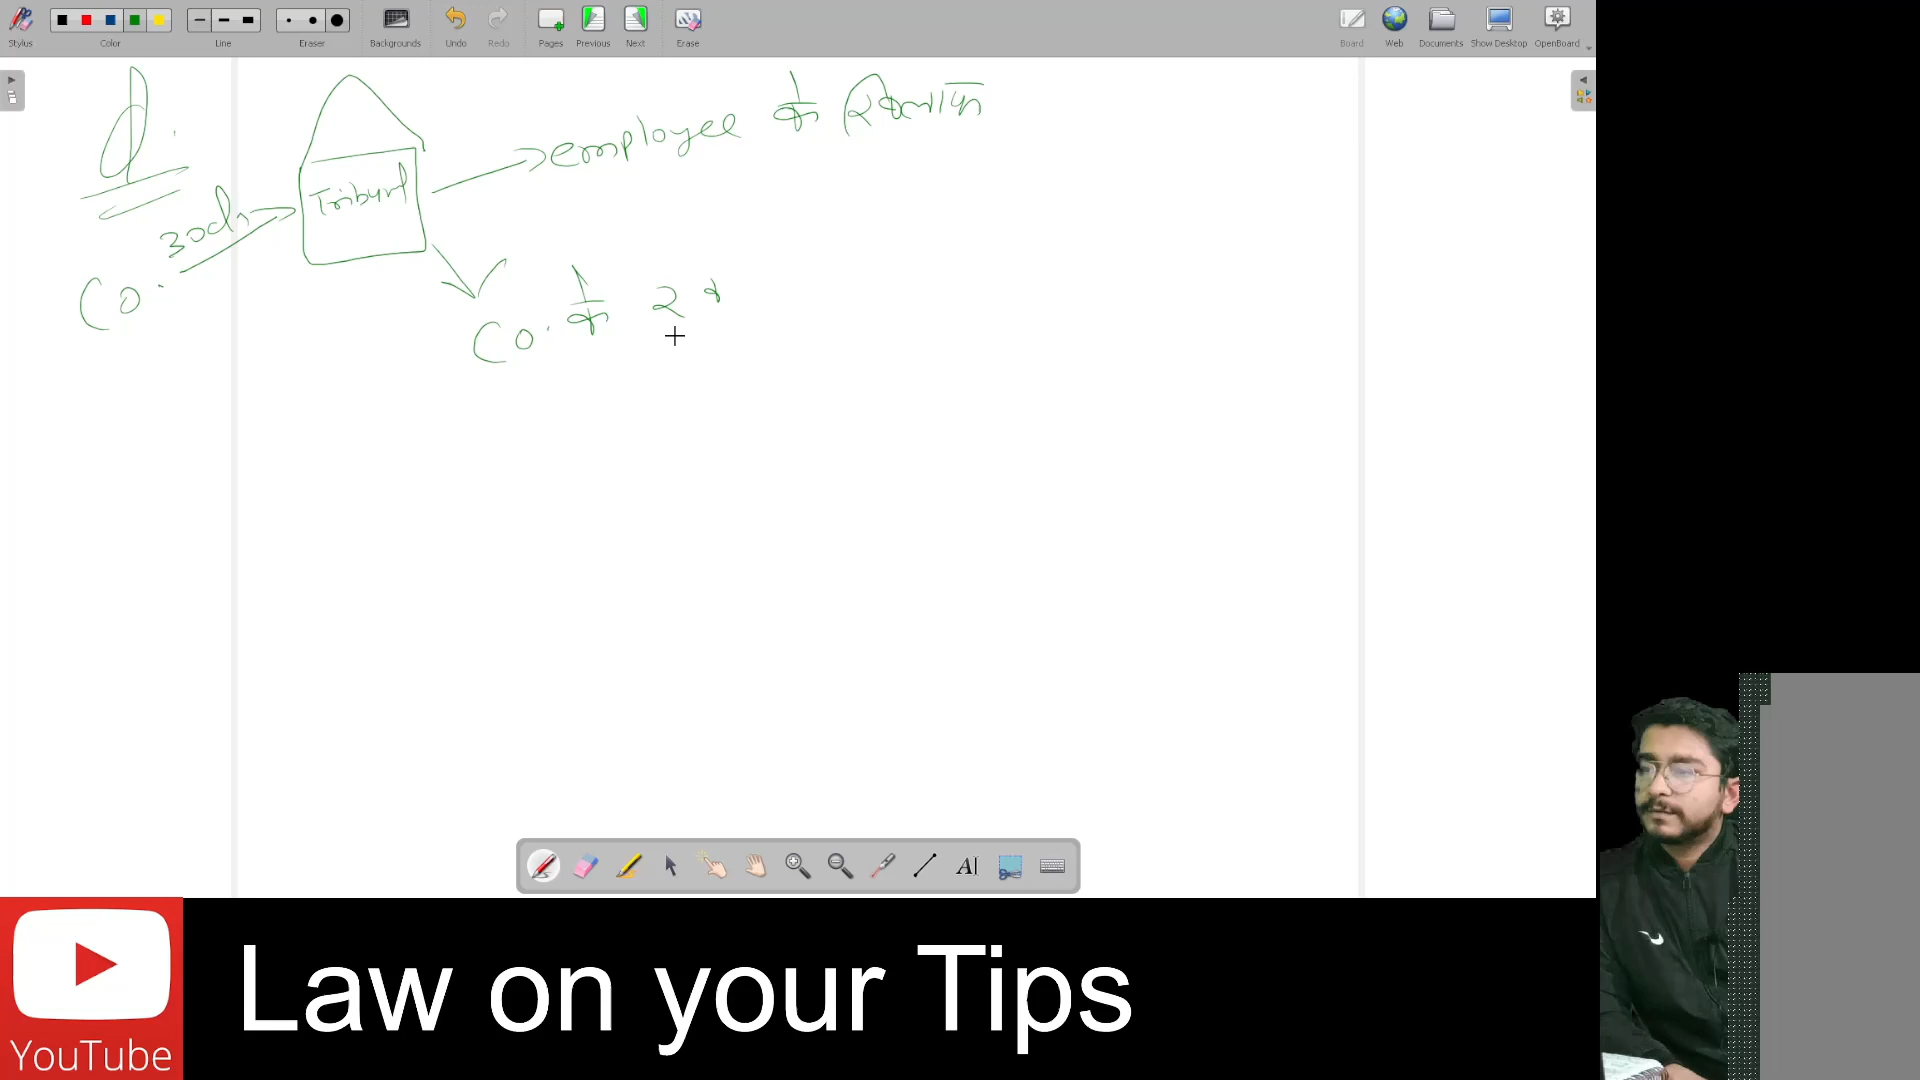 Stylus Color Line Eraser Backgrounds Undo Redo Pages Previous Next Erase Board Web Documents Show Desktop OpenBoard
d.
employee के
30 days
Tribunal
Co.
Co. के
A
YouTube
Law on your Tips